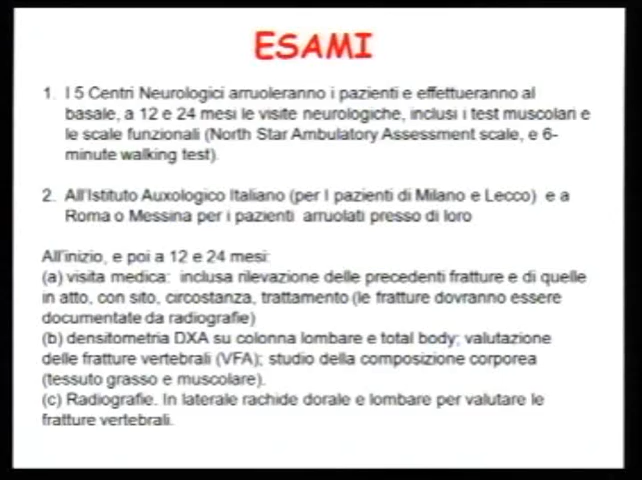 ESAMI
1. I 5 Centri Neurologici arruoleranno i pazienti e effettueranno al
basale, a 12 e 24 mesi le visite neurologiche, inclusi i test muscolari e
le scale funzionali (North Star Ambulatory Assessment scale, e 6-
minute walking test).
2. All'Istituto Auxologico Italiano (per I pazienti di Milano e Lecco) e a
Roma o Messina per i pazienti arruolati presso di loro
All'inizio, e poi a 12 e 24 mesi:
(a) visita medica: inclusa rilevazione delle precedenti fratture e di quelle
in atto, con sito, circostanza, trattamento (le fratture dovranno essere
documentate da radiografie)
(b) densitometria DXA su colonna lombare e total body; valutazione
delle fratture vertebrali (VFA); studio della composizione corporea
(tessuto grasso e muscolare).
(c) Radiografie. In laterale rachide dorale e lombare per valutare le
fratture vertebrali.